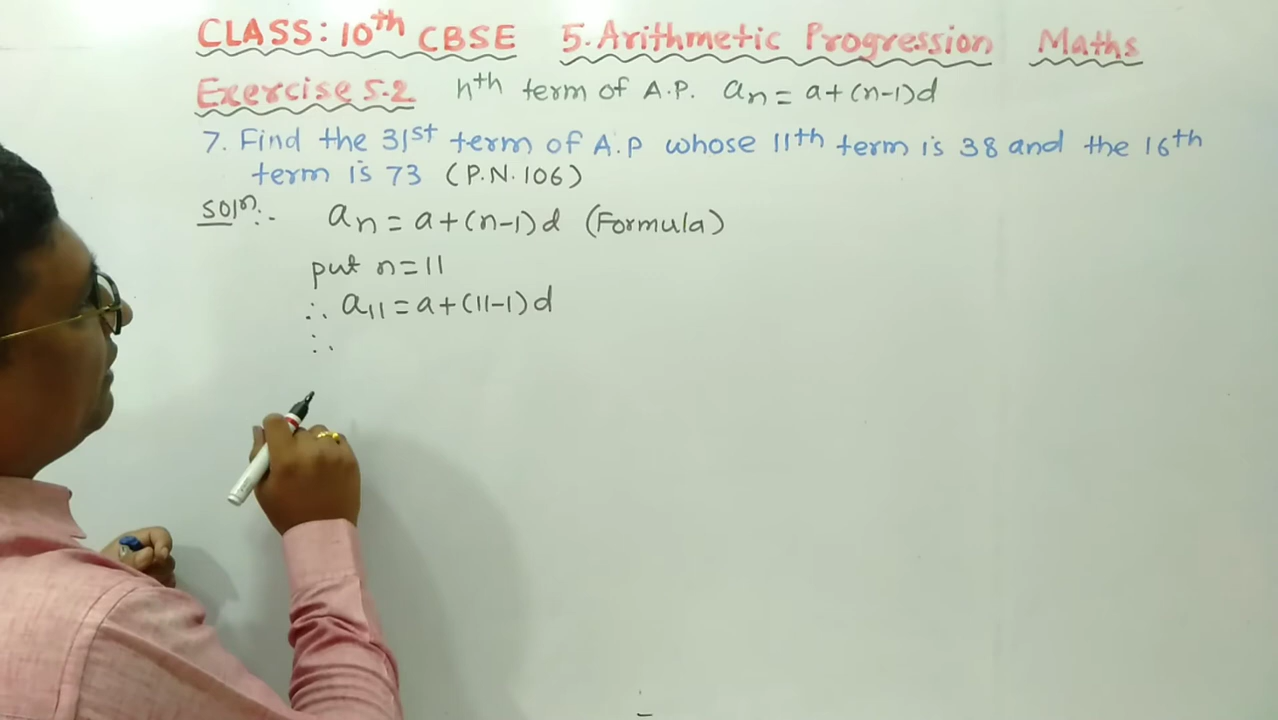 CLASS: 10th CBSE 5. Arithmetic Progression Maths
Exercise 5.2 nth term of A.P. an = a+(n-1)d
7. Find the 31st term of A.P whose 11th term is 38 and the 16th
term is 73 (P.N. 106)
Soln:- an = a+(n-1)d (Formula)
put n=11
∴ a11 = a+(11-1)d
∴